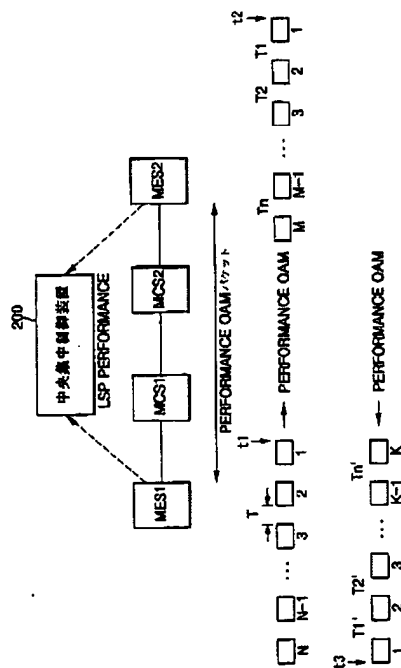 200
中央集中制御装置
LSP PERFORMANCE
MES1
MCS1
MCS2
MES2
PERFORMANCE OAMパケット
t1
T
N
N-1
...
3
2
1
PERFORMANCE OAM
t2
Tn
T2
T1
M
M-1
...
3
2
1
t3
T1'
T2'
Tn'
1
2
3
...
K-1
K
PERFORMANCE OAM